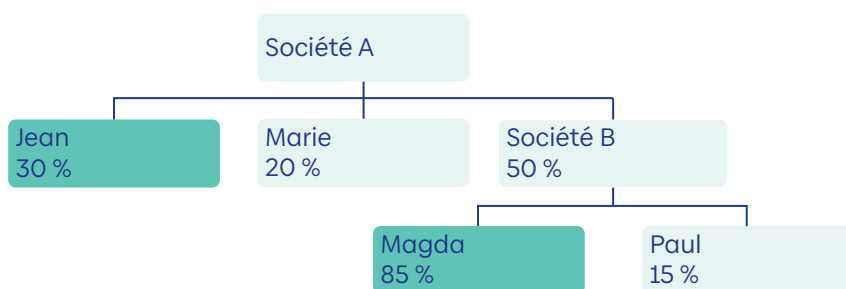 Société A
Jean
30 %
Marie
20 %
Société B
50 %
Magda
85 %
Paul
15 %